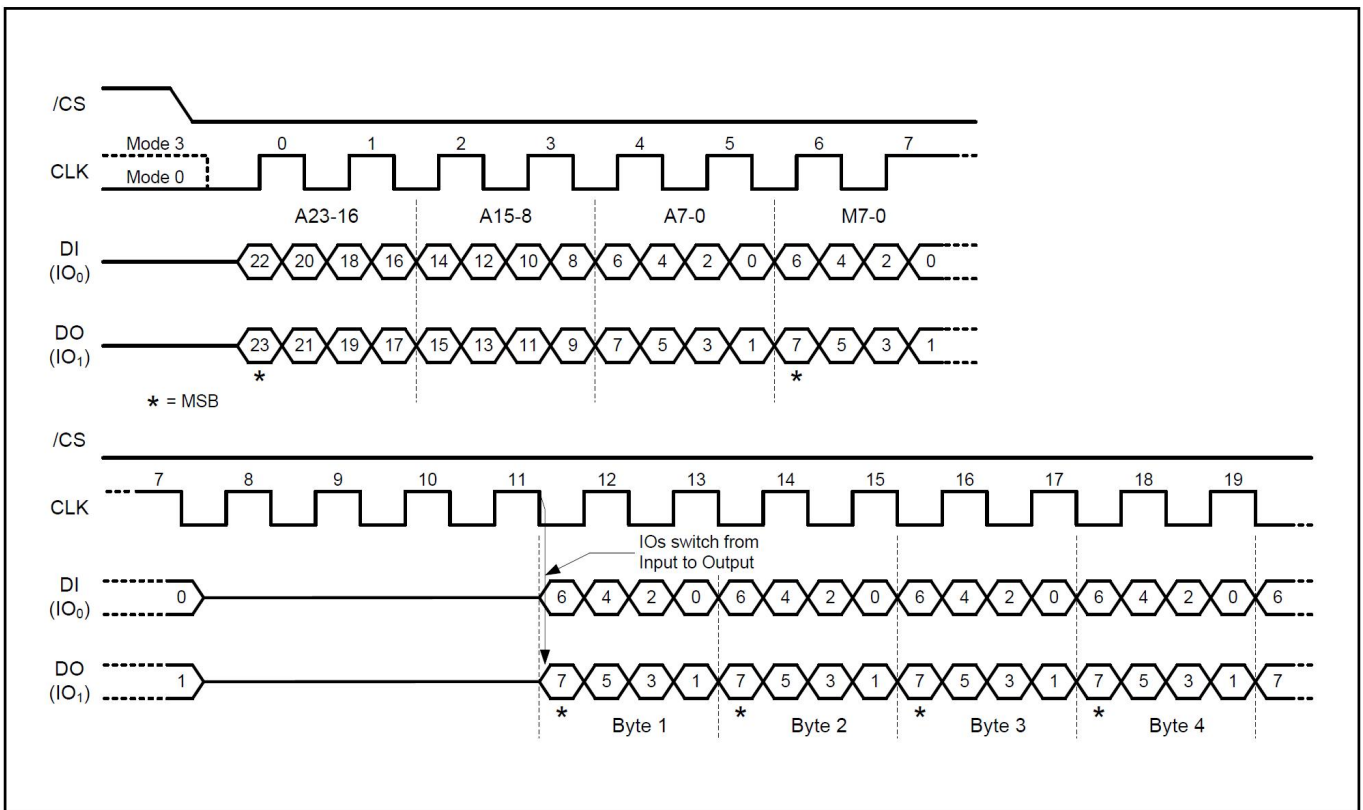 /CS
Mode 3 0 1 2 3 4 5 6 7
CLK
Mode 0
A23-16 A15-8 A7-0 M7-0
DI
(IO₀)
22 20 18 16 14 12 10 8 6 4 2 0 6 4 2 0
DO
(IO₁)
23 21 19 17 15 13 11 9 7 5 3 1 7 5 3 1
* *
* = MSB
/CS
7 8 9 10 11 12 13 14 15 16 17 18 19
CLK
IOs switch from
Input to Output
DI
(IO₀)
0 6 4 2 0 6 4 2 0 6 4 2 0 6 4 2 0 6
DO
(IO₁)
1 7 5 3 1 7 5 3 1 7 5 3 1 7 5 3 1 7
* * * *
Byte 1 Byte 2 Byte 3 Byte 4